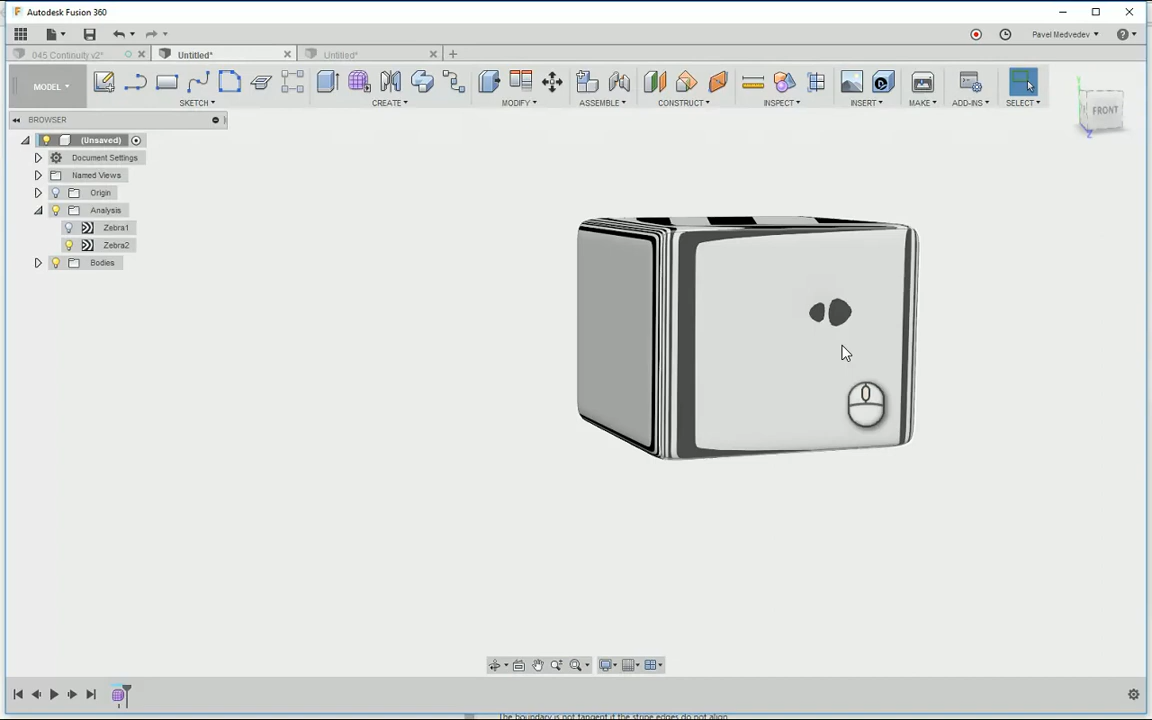 Autodesk Fusion 360
Pavel Medvedev
045 Continuity v2*
Untitled*
Untitled*
MODEL
SKETCH
CREATE
MODIFY
ASSEMBLE
CONSTRUCT
INSPECT
INSERT
MAKE
ADD-INS
SELECT
BROWSER
FRONT
Z
(Unsaved)
Document Settings
Named Views
Origin
Analysis
Zebra1
Zebra2
Bodies
The boundary is not tangent if the stripe edges do not align